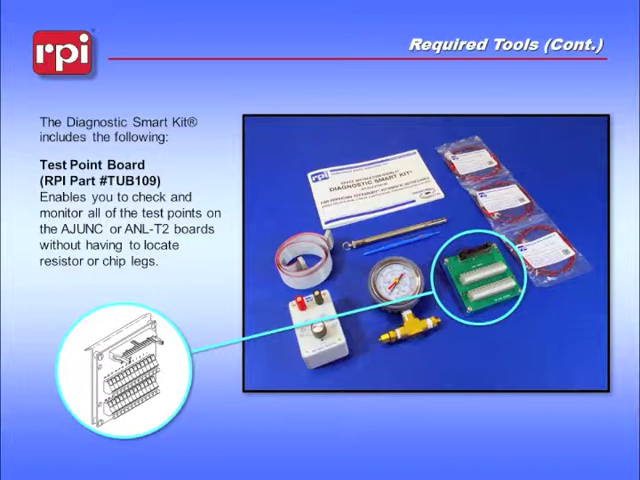 rpi
Required Tools (Cont.)
The Diagnostic Smart Kit®
includes the following:
Test Point Board
(RPI Part #TUB109)
Enables you to check and
monitor all of the test points on
the AJUNC or ANL-T2 boards
without having to locate
resistor or chip legs.
rpi
DIAGNOSTIC SMART KIT